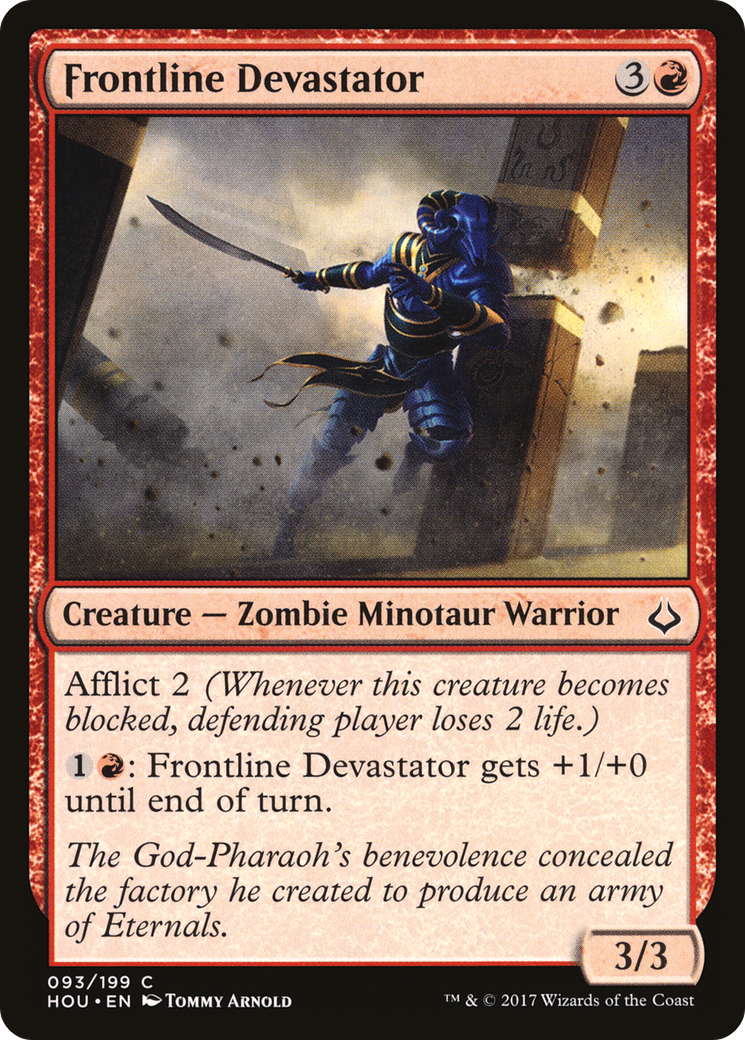 Frontline Devastator 3
Creature — Zombie Minotaur Warrior
Afflict 2 (Whenever this creature becomes
blocked, defending player loses 2 life.)
1 : Frontline Devastator gets +1/+0
until end of turn.
The God-Pharaoh's benevolence concealed
the factory he created to produce an army
of Eternals.
3/3
093/199 C
HOU • EN Tommy Arnold
™ & © 2017 Wizards of the Coast